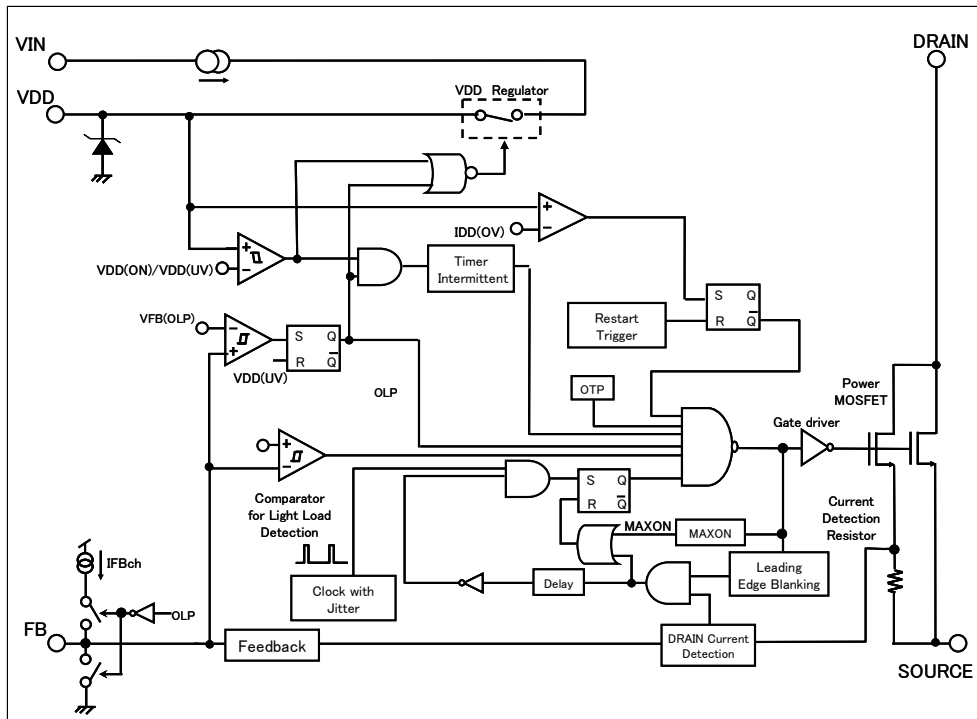 VIN
DRAIN
VDD
VDD Regulator
+
−
IDD(OV)
+
−
VDD(ON)/VDD(UV)
Timer
Intermittent
S Q
R Q
Restart
Trigger
VFB(OLP)
−
+
S Q
R Q
VDD(UV)
OLP
OTP
Power
MOSFET
Gate driver
+
−
Comparator
for Light Load
Detection
S Q
R Q
MAXON
MAXON
Current
Detection
Resistor
Leading
Edge Blanking
IFBch
Clock with
Jitter
Delay
OLP
FB
Feedback
DRAIN Current
Detection
SOURCE